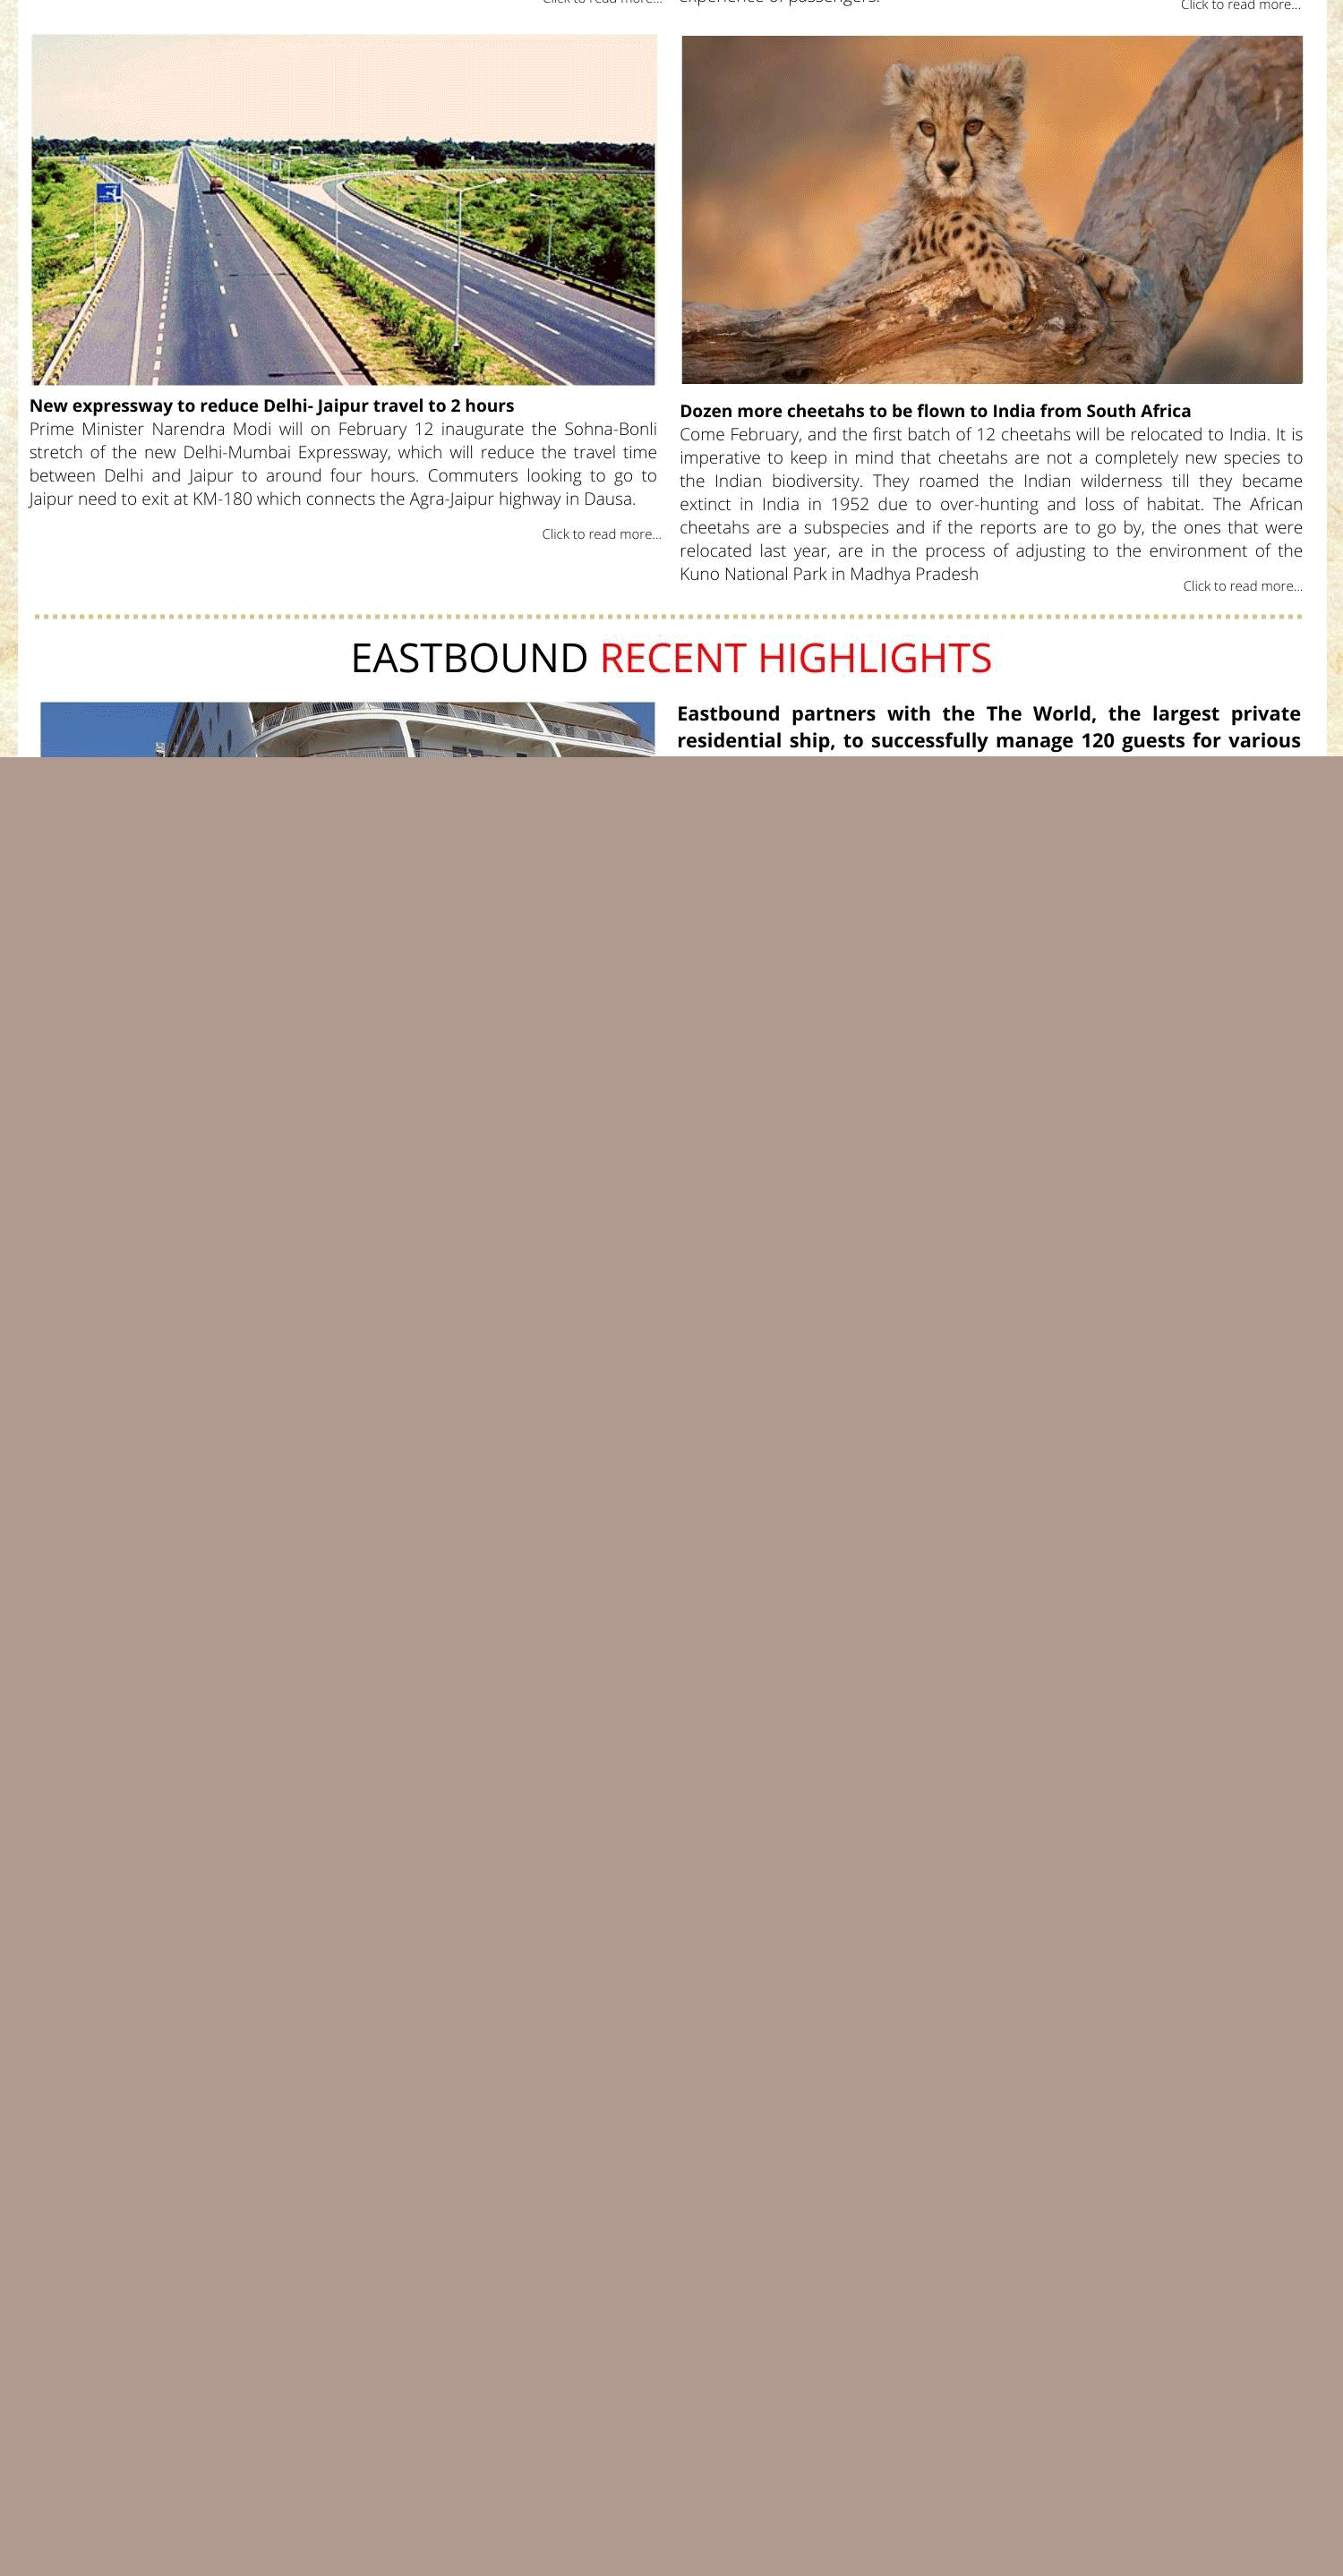 Click to read more...
experience of passengers.
Click to read more...
New expressway to reduce Delhi- Jaipur travel to 2 hours
Prime Minister Narendra Modi will on February 12 inaugurate the Sohna-Bonli
stretch of the new Delhi-Mumbai Expressway, which will reduce the travel time
between Delhi and Jaipur to around four hours. Commuters looking to go to
Jaipur need to exit at KM-180 which connects the Agra-Jaipur highway in Dausa.
Click to read more...
Dozen more cheetahs to be flown to India from South Africa
Come February, and the first batch of 12 cheetahs will be relocated to India. It is
imperative to keep in mind that cheetahs are not a completely new species to
the Indian biodiversity. They roamed the Indian wilderness till they became
extinct in India in 1952 due to over-hunting and loss of habitat. The African
cheetahs are a subspecies and if the reports are to go by, the ones that were
relocated last year, are in the process of adjusting to the environment of the
Kuno National Park in Madhya Pradesh
Click to read more...
EASTBOUND RECENT HIGHLIGHTS
Eastbound partners with the The World, the largest private
residential ship, to successfully manage 120 guests for various